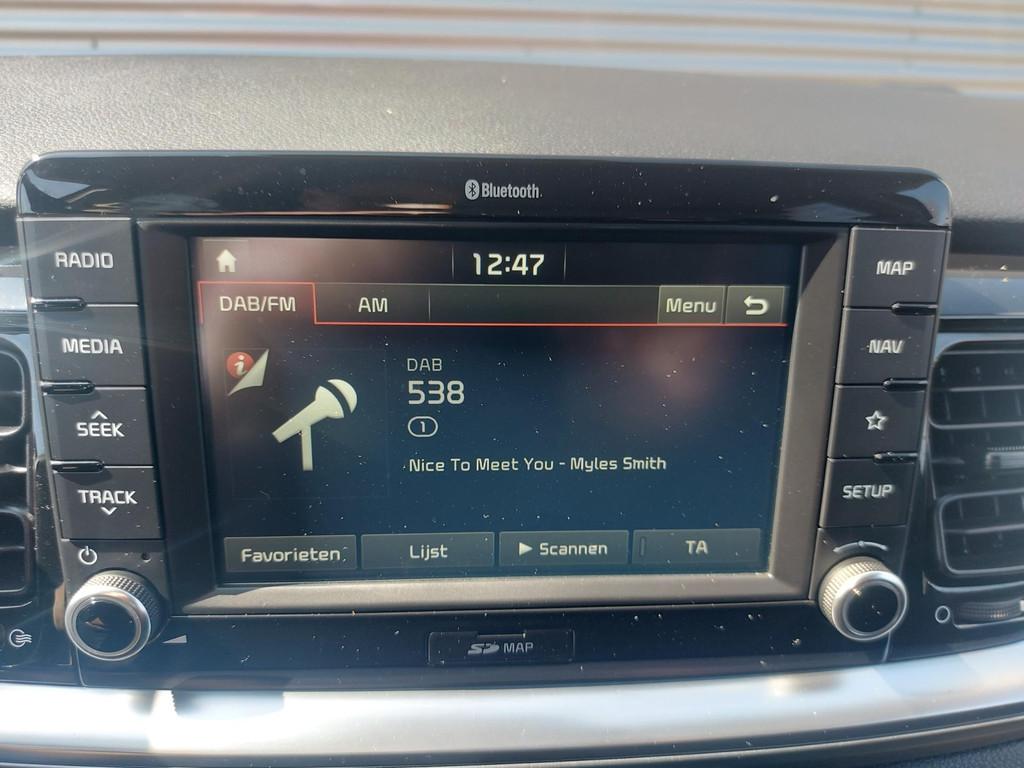 Bluetooth
RADIO
MEDIA
SEEK
TRACK
12:47
DAB/FM
AM
Menu
DAB
538
1
Nice To Meet You - Myles Smith
Favorieten
Lijst
Scannen
TA
MAP
NAV
SETUP
SD MAP